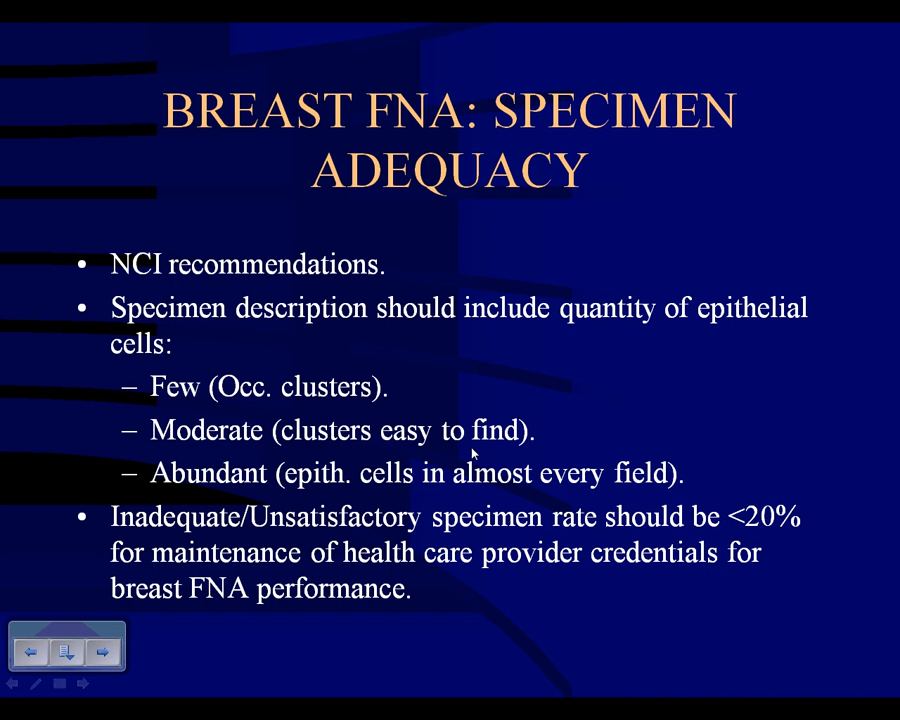 BREAST FNA: SPECIMEN
ADEQUACY
• NCI recommendations.
• Specimen description should include quantity of epithelial
cells:
– Few (Occ. clusters).
– Moderate (clusters easy to find).
– Abundant (epith. cells in almost every field).
• Inadequate/Unsatisfactory specimen rate should be <20%
for maintenance of health care provider credentials for
breast FNA performance.